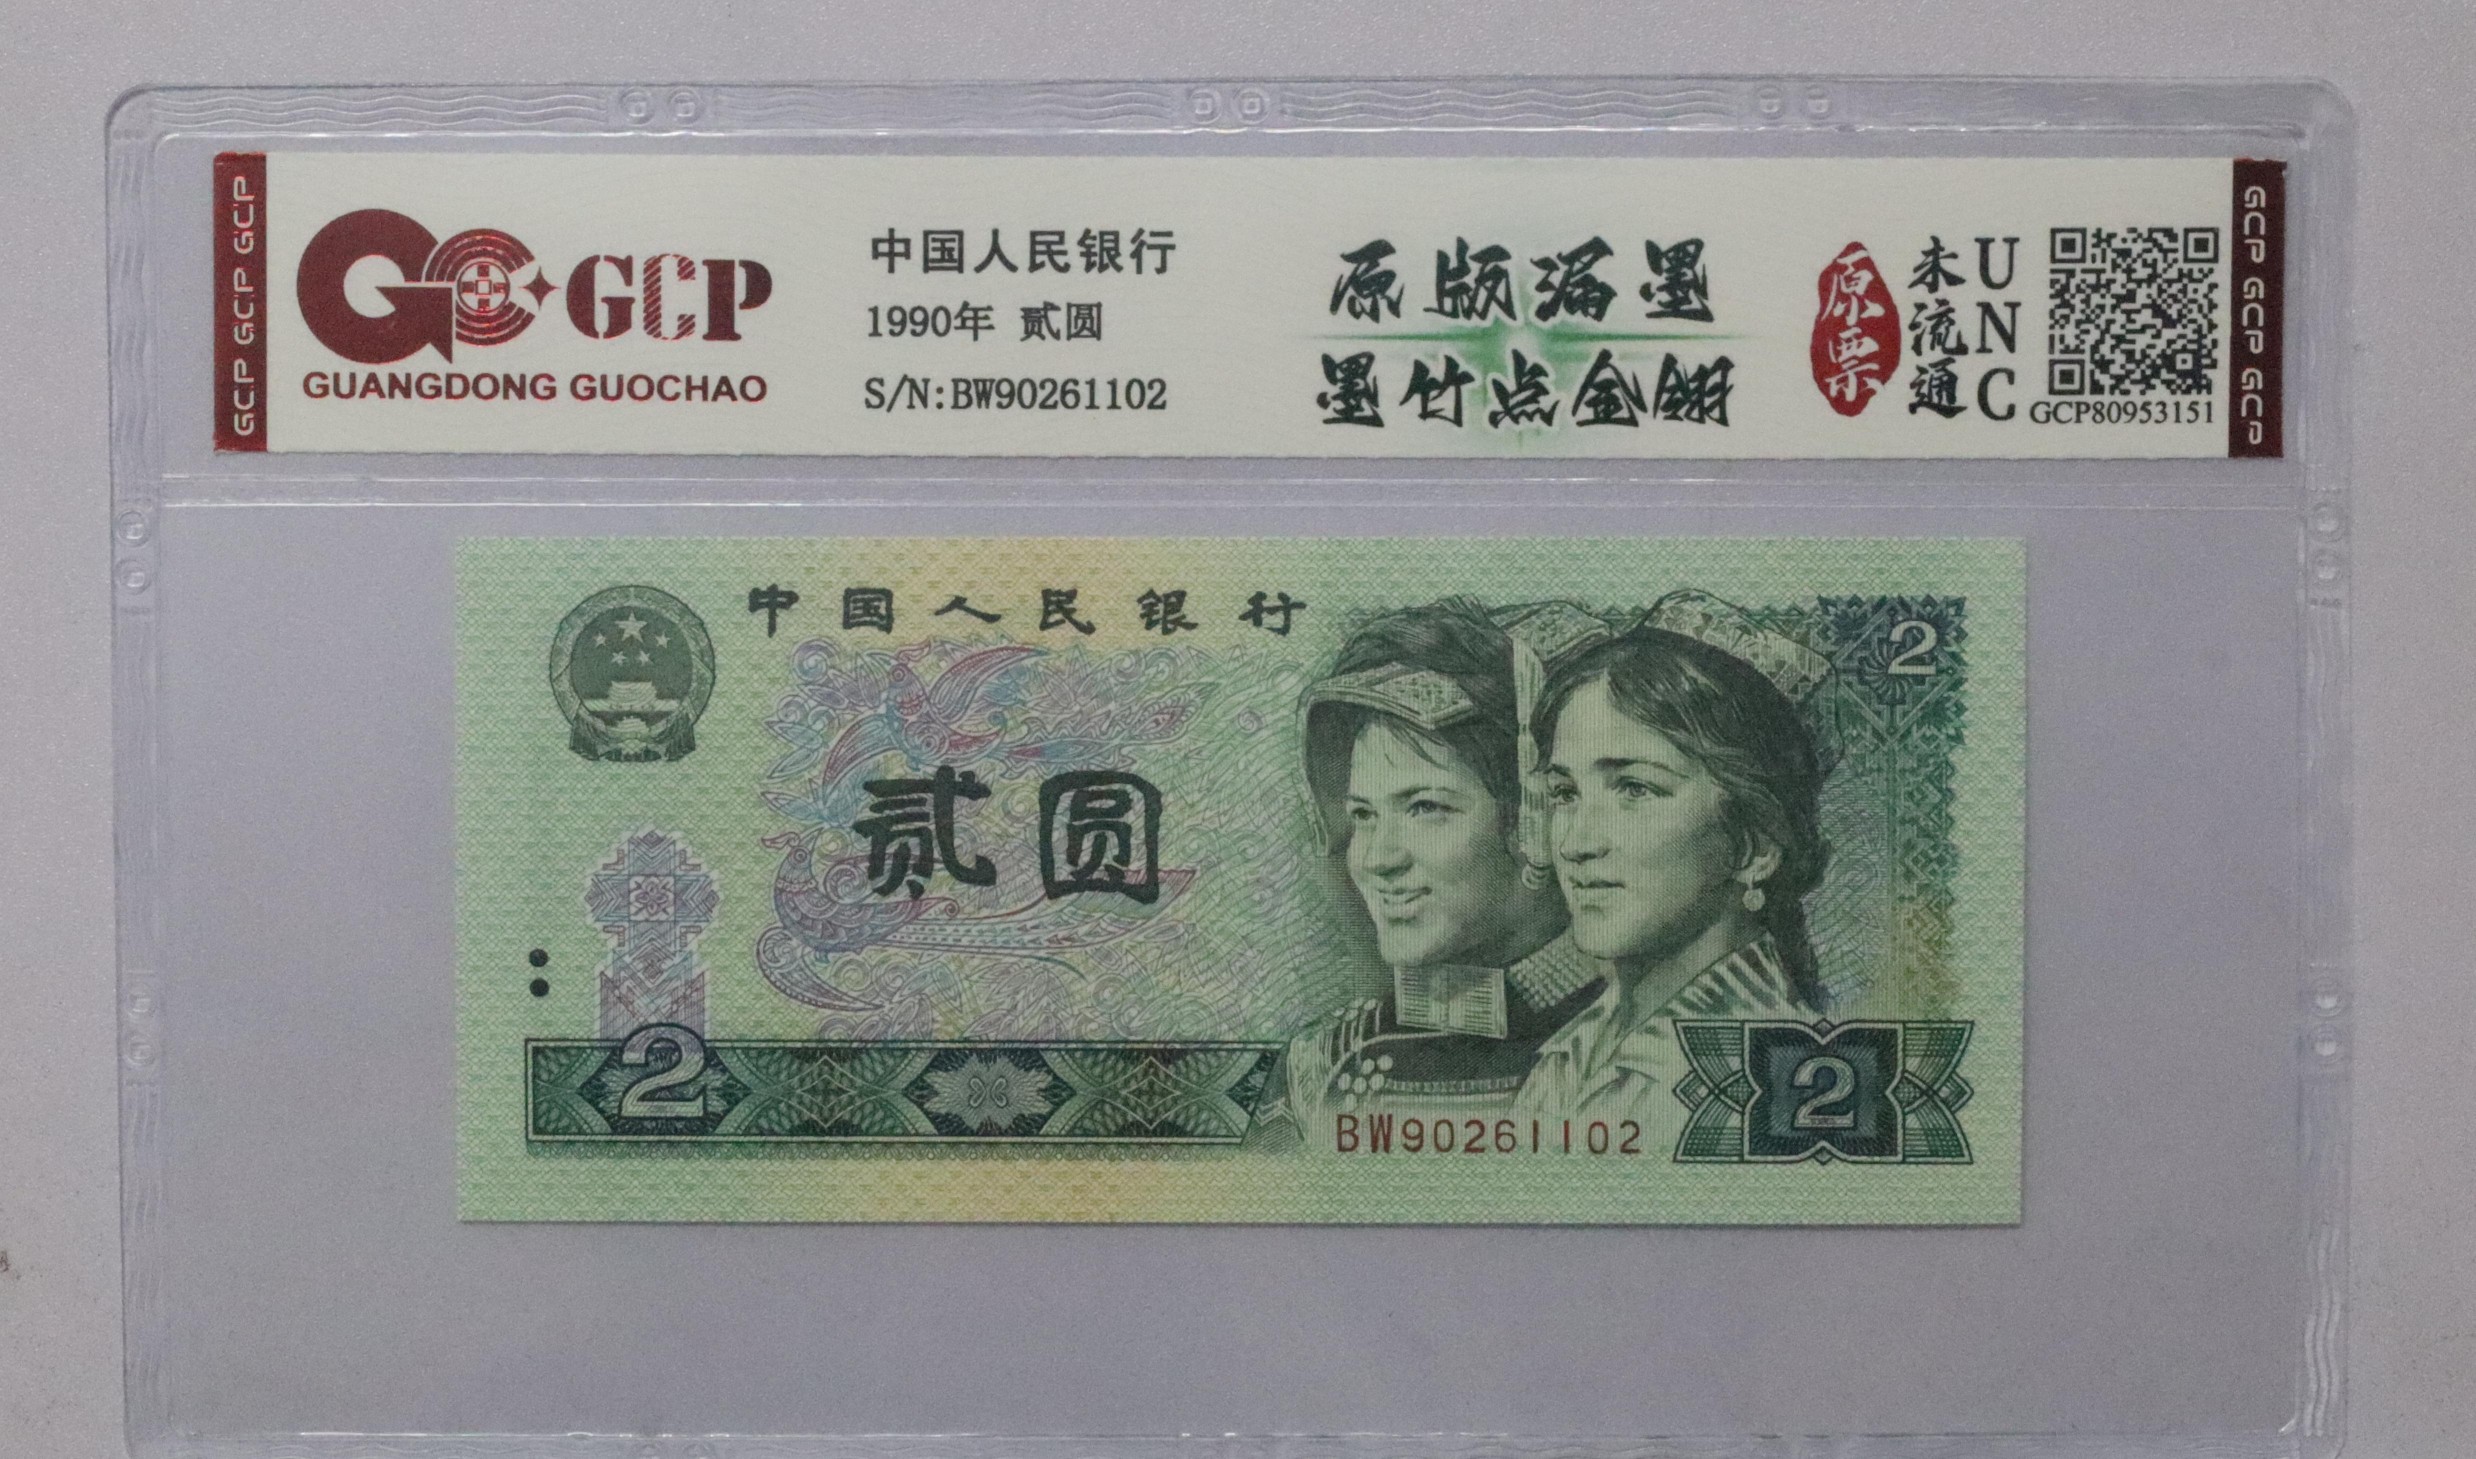 GCP GCP GCP
GCP
GUANGDONG GUOCHAO
中国人民银行
1990年 贰圆
S/N:BW90261102
原版漏墨
墨竹点金翅
原票
未流通
UNC
GCP80953151
GCP GCP GCP
中国人民银行
2
贰圆
2
BW90261102
2